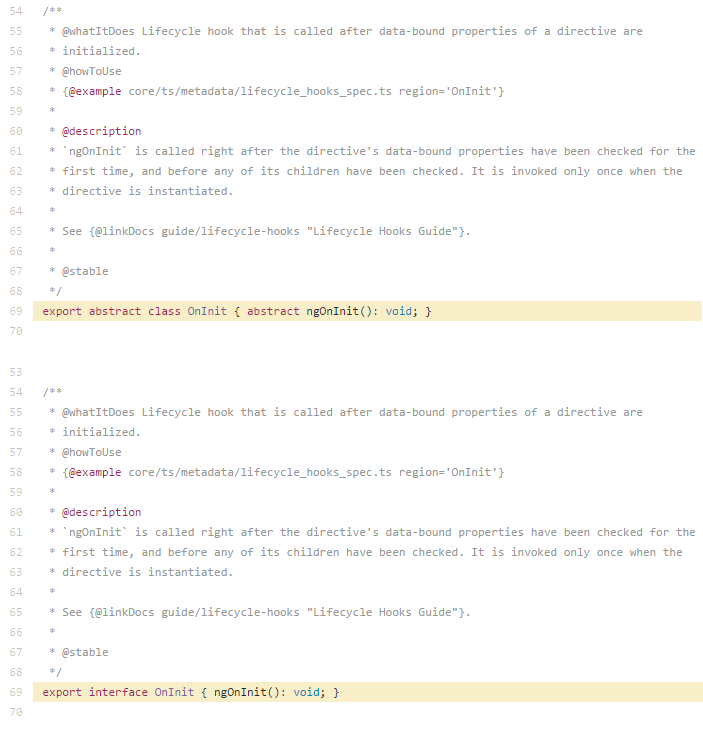 54 /**
55  * @whatItDoes Lifecycle hook that is called after data-bound properties of a directive are
56  * initialized.
57  * @howToUse
58  * {@example core/ts/metadata/lifecycle_hooks_spec.ts region='OnInit'}
59  *
60  * @description
61  * `ngOnInit` is called right after the directive's data-bound properties have been checked for the
62  * first time, and before any of its children have been checked. It is invoked only once when the
63  * directive is instantiated.
64  *
65  * See {@linkDocs guide/lifecycle-hooks "Lifecycle Hooks Guide"}.
66  *
67  * @stable
68  */
69 export abstract class OnInit { abstract ngOnInit(): void; }
70
53
54 /**
55  * @whatItDoes Lifecycle hook that is called after data-bound properties of a directive are
56  * initialized.
57  * @howToUse
58  * {@example core/ts/metadata/lifecycle_hooks_spec.ts region='OnInit'}
59  *
60  * @description
61  * `ngOnInit` is called right after the directive's data-bound properties have been checked for the
62  * first time, and before any of its children have been checked. It is invoked only once when the
63  * directive is instantiated.
64  *
65  * See {@linkDocs guide/lifecycle-hooks "Lifecycle Hooks Guide"}.
66  *
67  * @stable
68  */
69 export interface OnInit { ngOnInit(): void; }
70